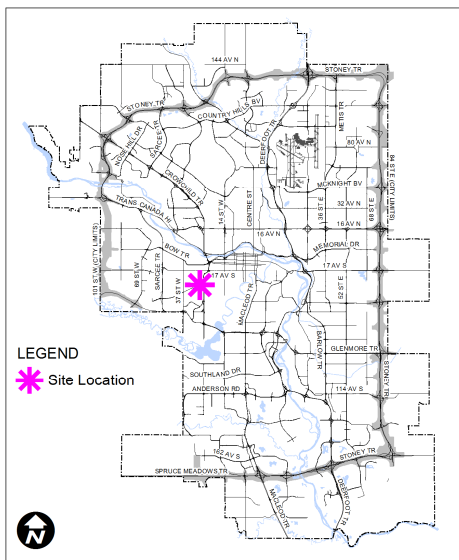 144 AV N
STONEY TR
STONEY TR
COUNTRY HILLS BV
METIS TR
SARCEE TR
NOSE HILL DR
DEERFOOT TR
80 AV N
CROWCHILD TR
MCKNIGHT BV
84 ST E (CITY LIMITS)
TRANS CANADA HI
14 ST W
CENTRE ST
36 ST E
32 AV N
68 ST E
16 AV N
16 AV N
101 ST W (CITY LIMITS)
BOW TR
MEMORIAL DR
17 AV S
17 AV S
69 ST W
SARCEE TR
37 ST W
MACLEOD TR
52 ST E
BARLOW TR
GLENMORE TR
LEGEND
Site Location
SOUTHLAND DR
STONEY TR
ANDERSON RD
114 AV S
162 AV S
STONEY TR
SPRUCE MEADOWS TR
MACLEOD TR
DEERFOOT TR
N